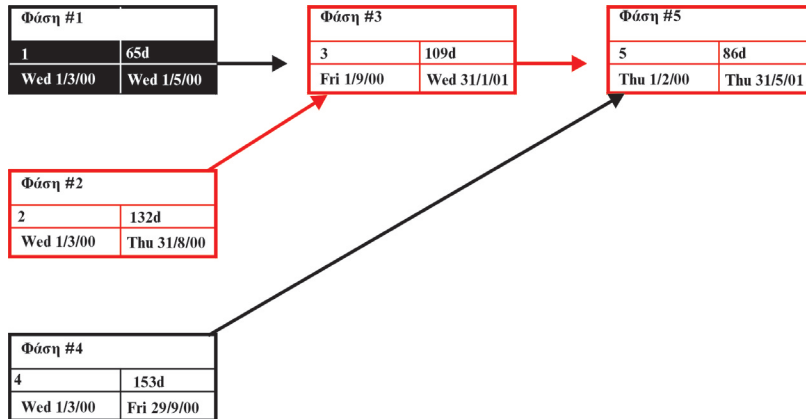 Φάση #1
1 65d
Wed 1/3/00 Wed 1/5/00
Φάση #3
3 109d
Fri 1/9/00 Wed 31/1/01
Φάση #5
5 86d
Thu 1/2/00 Thu 31/5/01
Φάση #2
2 132d
Wed 1/3/00 Thu 31/8/00
Φάση #4
4 153d
Wed 1/3/00 Fri 29/9/00